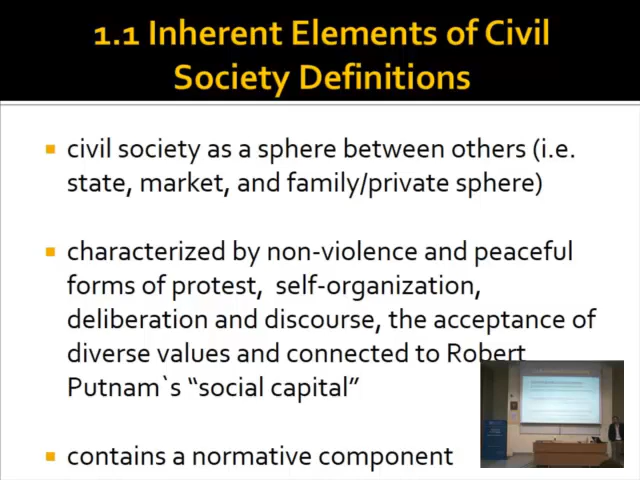 1.1 Inherent Elements of Civil
Society Definitions
civil society as a sphere between others (i.e.
state, market, and family/private sphere)
characterized by non-violence and peaceful
forms of protest,  self-organization,
deliberation and discourse, the acceptance of
diverse values and connected to Robert
Putnam`s “social capital”
contains a normative component